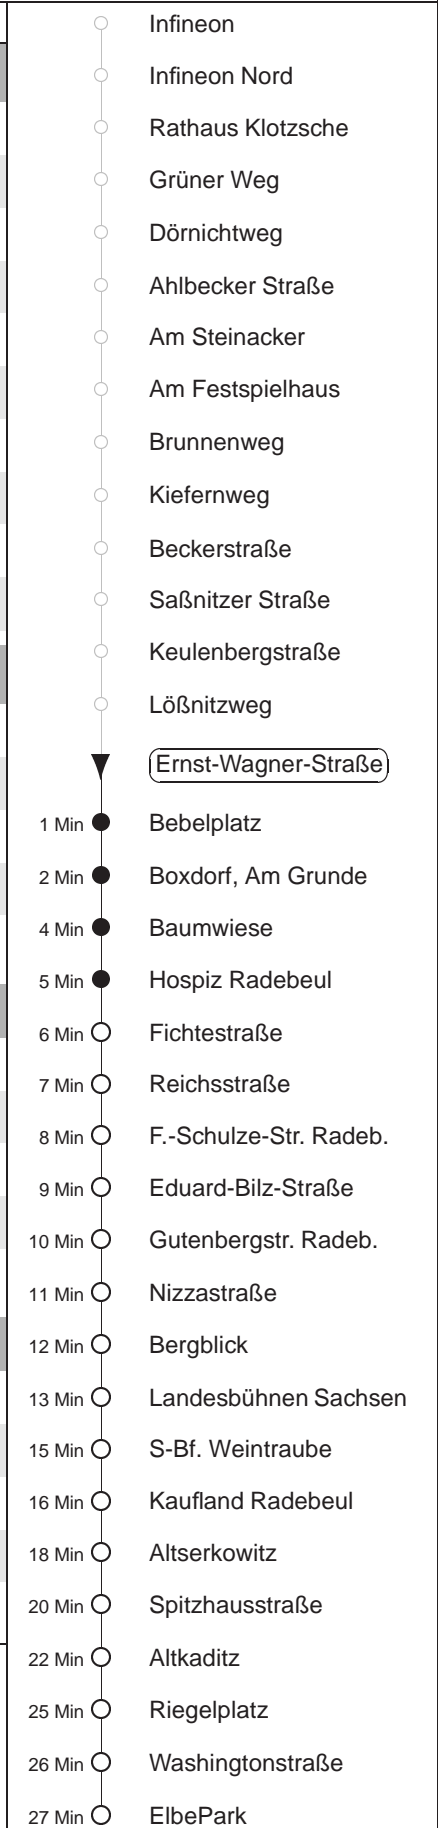 Infineon
Infineon Nord
Rathaus Klotzsche
Grüner Weg
Dörnichtweg
Ahlbecker Straße
Am Steinacker
Am Festspielhaus
Brunnenweg
Kiefernweg
Beckerstraße
Saßnitzer Straße
Keulenbergstraße
Lößnitzweg
Ernst-Wagner-Straße
1 Min Bebelplatz
2 Min Boxdorf, Am Grunde
4 Min Baumwiese
5 Min Hospiz Radebeul
6 Min Fichtestraße
7 Min Reichsstraße
8 Min F.-Schulze-Str. Radeb.
9 Min Eduard-Bilz-Straße
10 Min Gutenbergstr. Radeb.
11 Min Nizzastraße
12 Min Bergblick
13 Min Landesbühnen Sachsen
15 Min S-Bf. Weintraube
16 Min Kaufland Radebeul
18 Min Altserkowitz
20 Min Spitzhausstraße
22 Min Altkaditz
25 Min Riegelplatz
26 Min Washingtonstraße
27 Min ElbePark